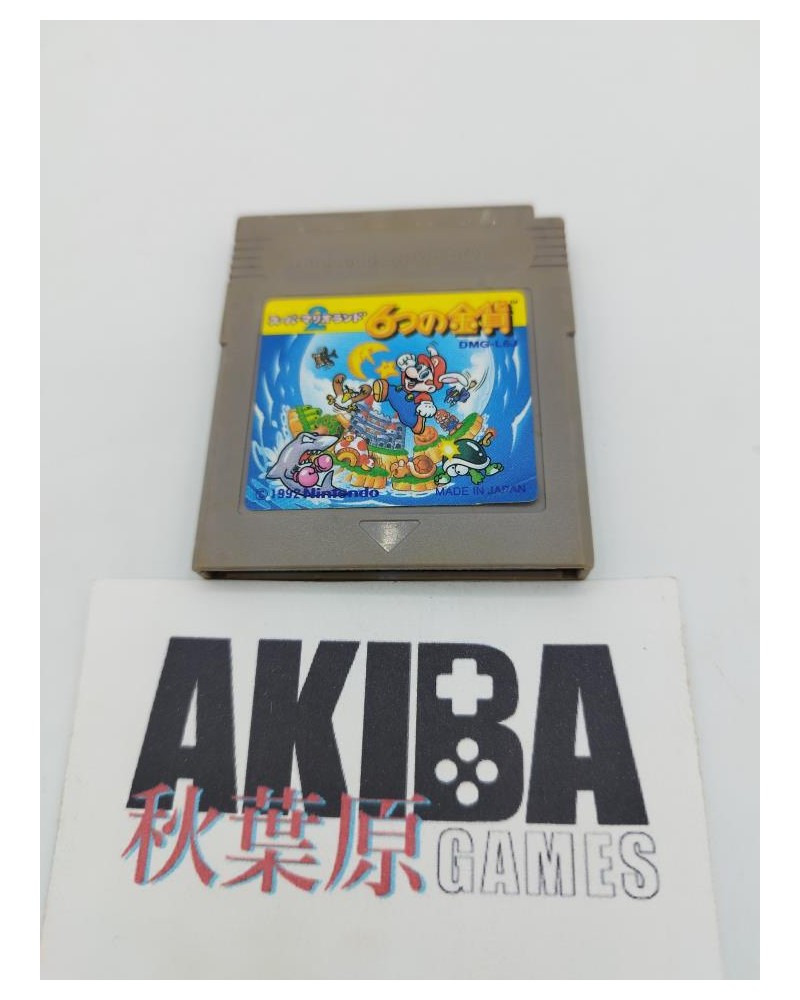 スーパーマリオランド2 6つの金貨
DMG-L6J
©1992 Nintendo
MADE IN JAPAN
AKIBA
秋葉原
GAMES